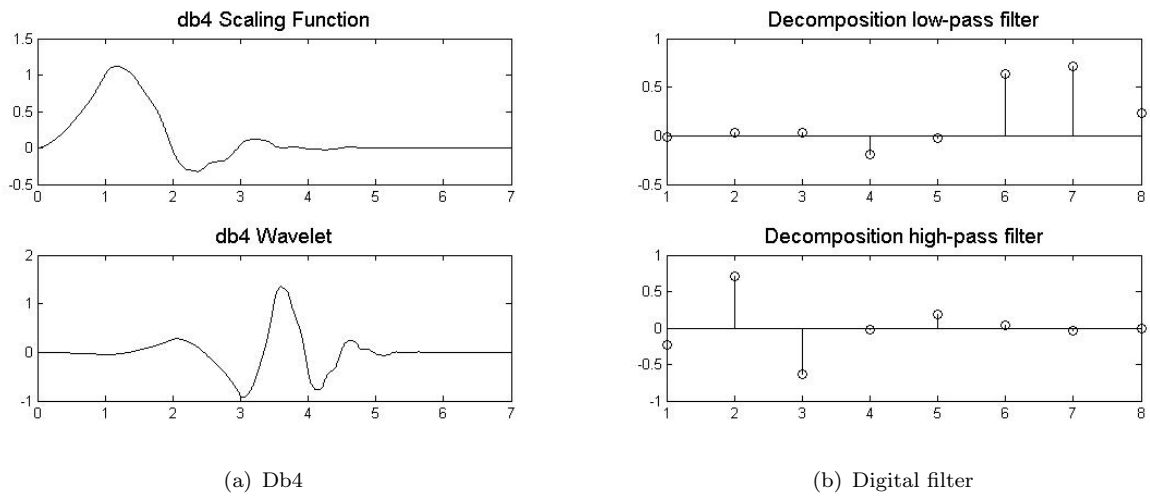 db4 Scaling Function
1.5
1
0.5
0
-0.5
0 1 2 3 4 5 6 7
db4 Wavelet
2
1
0
-1
0 1 2 3 4 5 6 7
(a) Db4
Decomposition low-pass filter
1
0.5
0
-0.5
1 2 3 4 5 6 7 8
Decomposition high-pass filter
1
0.5
0
-0.5
-1
1 2 3 4 5 6 7 8
(b) Digital filter